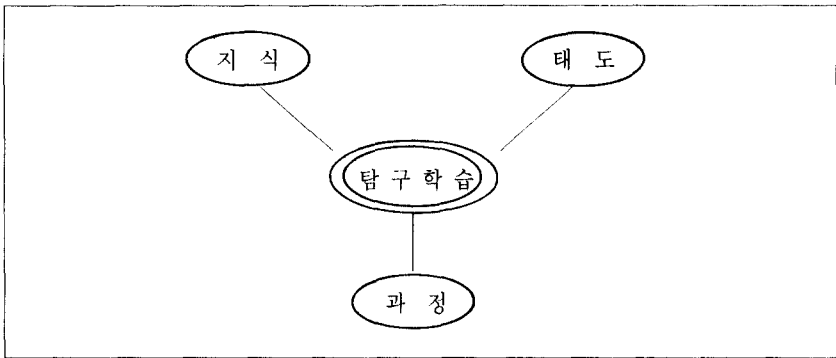 지 식
태 도
탐 구 학 습
과 정